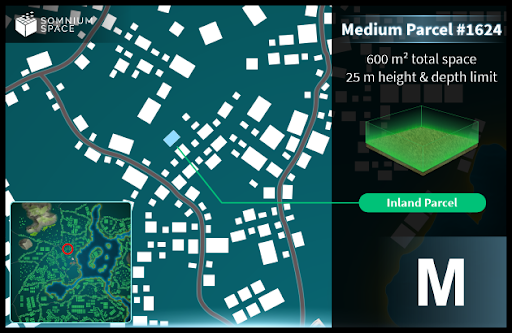 SOMNIUM
SPACE
Medium Parcel #1624
600 m² total space
25 m height & depth limit
Inland Parcel
M